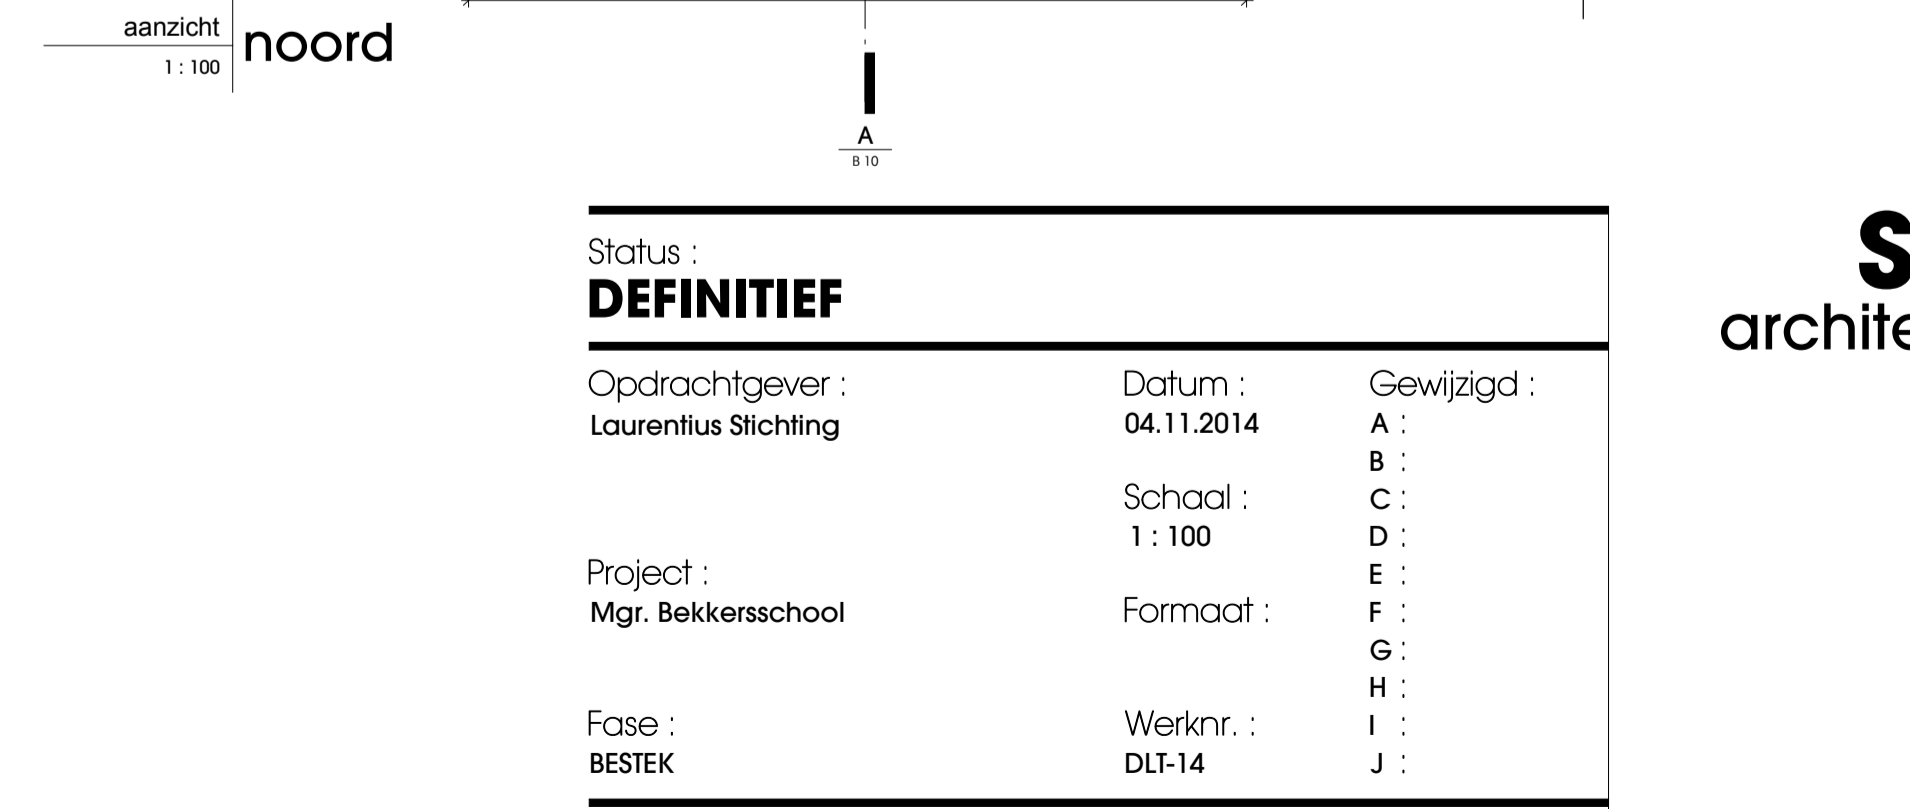 aanzicht
1 : 100
noord
A
B 10
Status :
DEFINITIEF
Opdrachtgever :
Laurentius Stichting
Datum :
04.11.2014
Schaal :
1 : 100
Project :
Mgr. Bekkersschool
Formaat :
Fase :
BESTEK
Werknr. :
DLT-14
Gewijzigd :
A :
B :
C :
D :
E :
F :
G :
H :
I :
J :